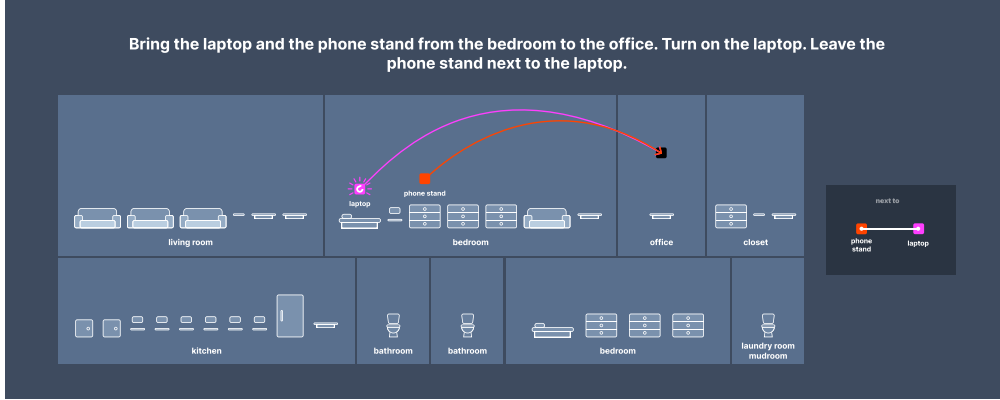 Bring the laptop and the phone stand from the bedroom to the office. Turn on the laptop. Leave the
phone stand next to the laptop.
laptop
phone stand
living room
bedroom
office
closet
kitchen
bathroom
bathroom
bedroom
laundry room
mudroom
next to
phone
stand
laptop